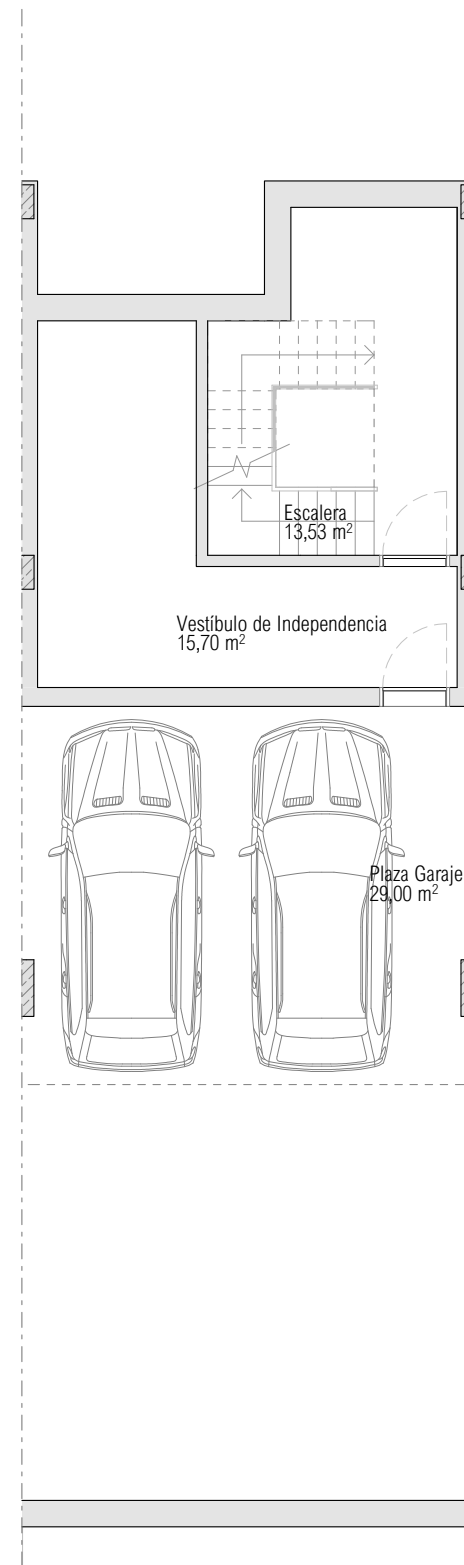 Escalera
13,53 m²
Vestíbulo de Independencia
15,70 m²
Plaza Garaje
29,00 m²